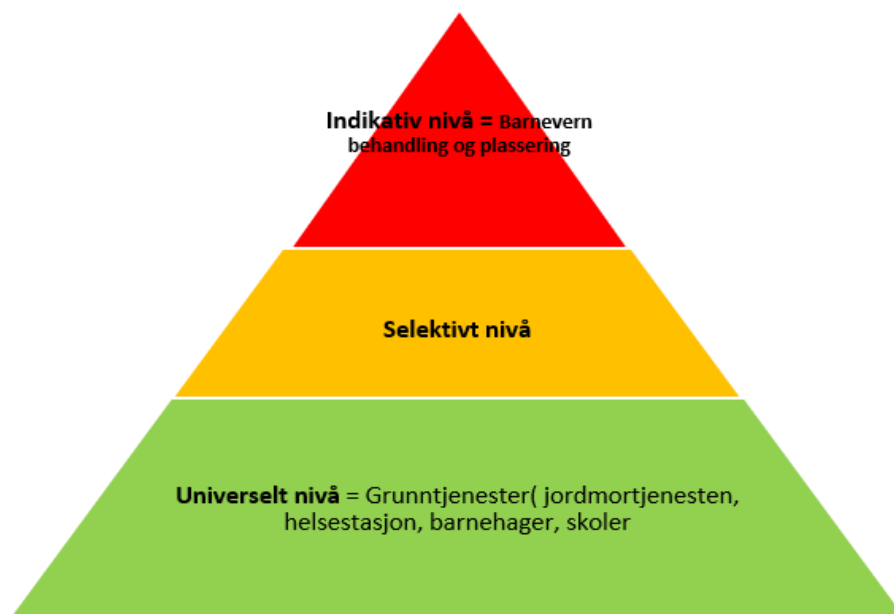 Indikativ nivå = Barnevern
behandling og plassering
Selektivt nivå
Universelt nivå = Grunntjenester( jordmortjenesten,
helsestasjon, barnehager, skoler